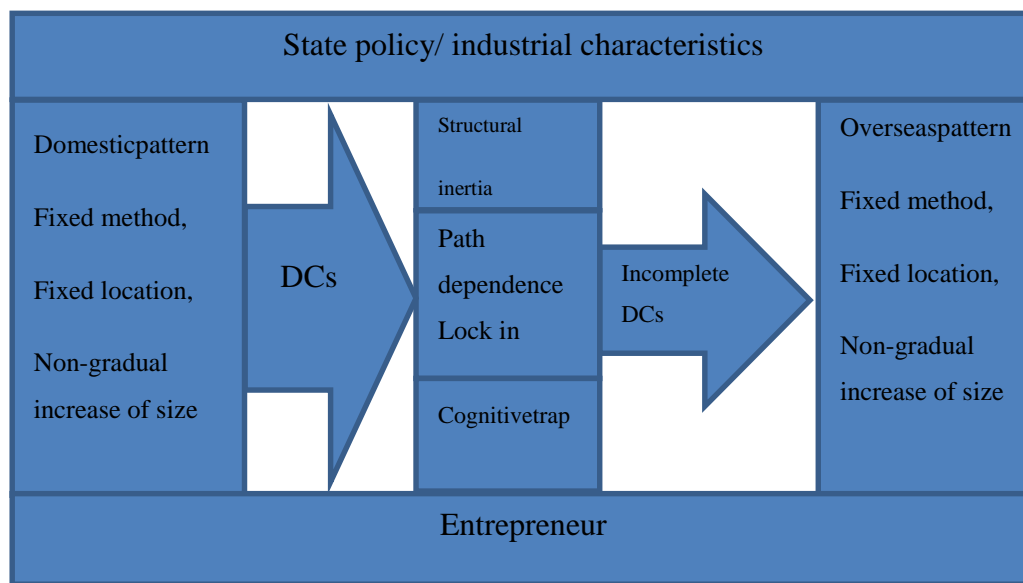 State policy/ industrial characteristics
Domesticpattern
Fixed method,
Fixed location,
Non-gradual
increase of size
DCs
Structural
inertia
Path
dependence
Lock in
Cognitivetrap
Incomplete
DCs
Overseaspattern
Fixed method,
Fixed location,
Non-gradual
increase of size
Entrepreneur